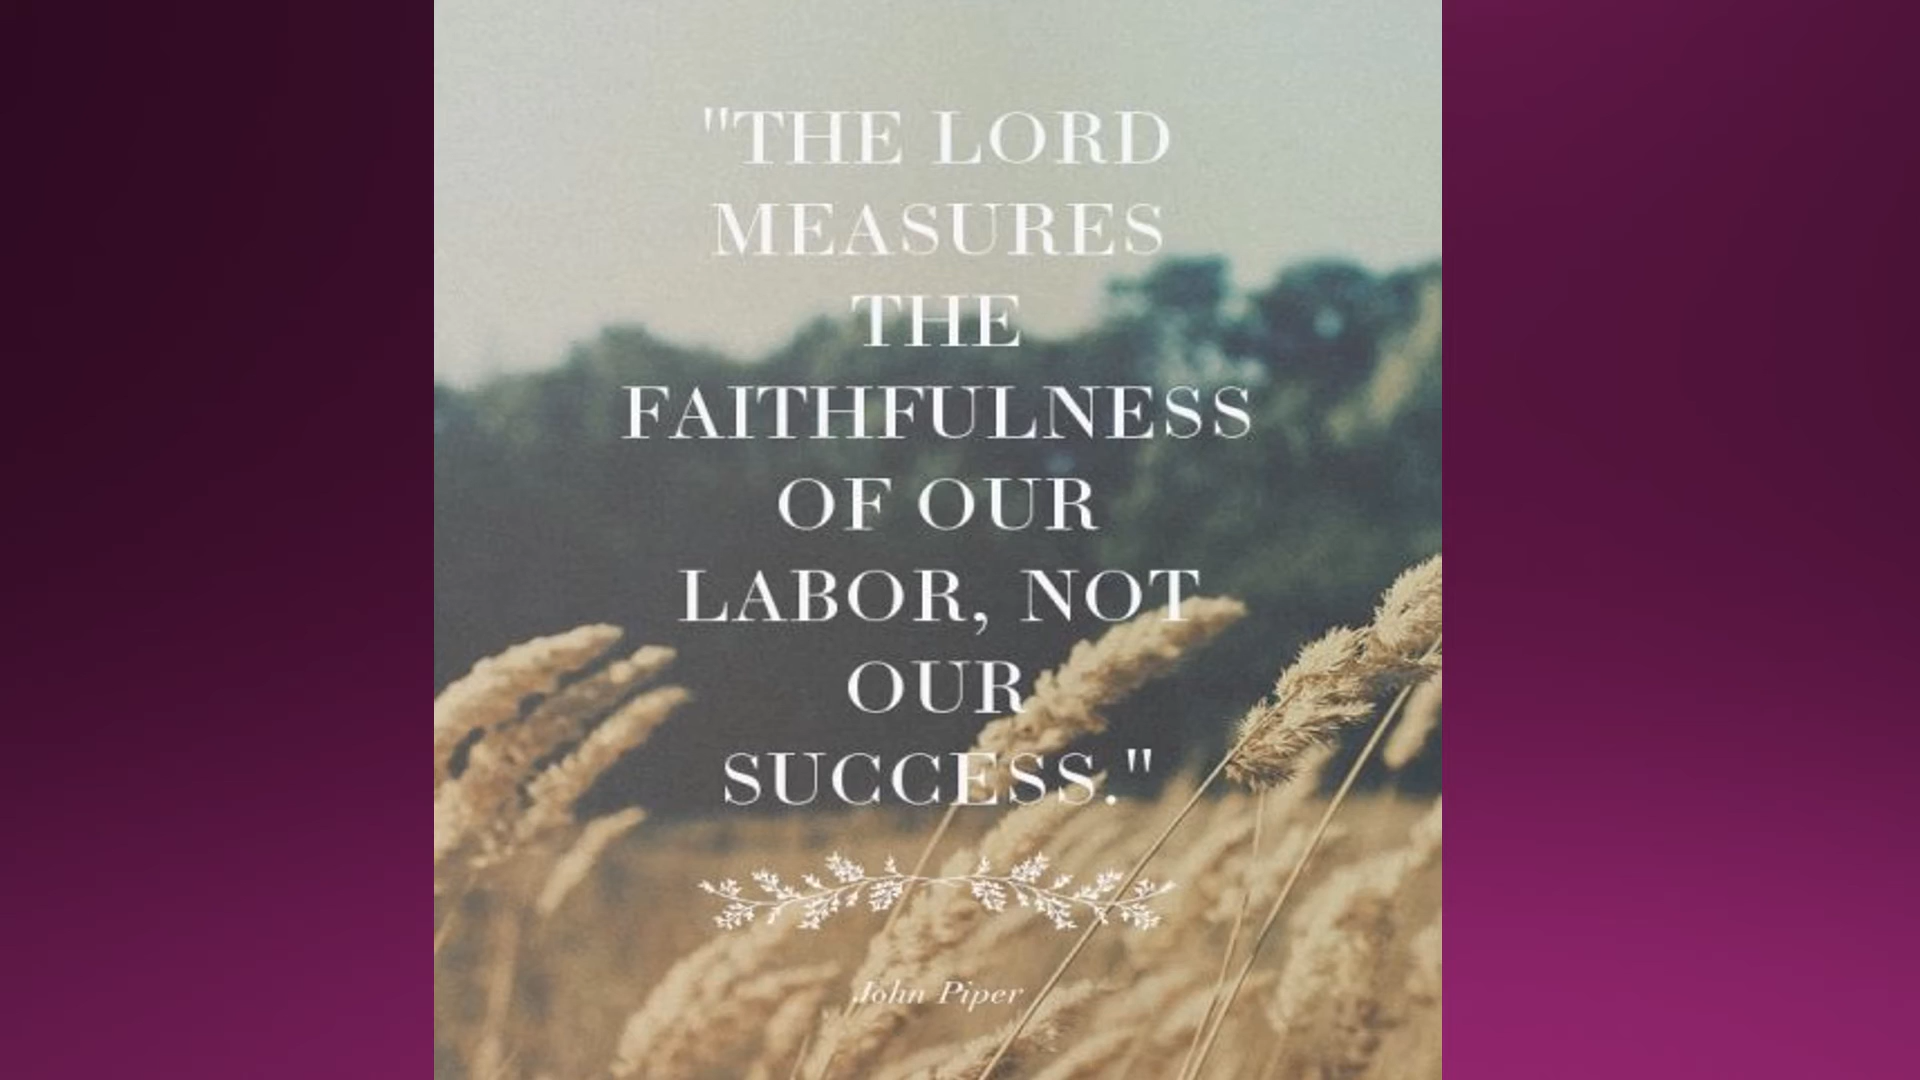 "THE LORD
MEASURES
THE
FAITHFULNESS
OF OUR
LABOR, NOT
OUR
SUCCESS."
John Piper